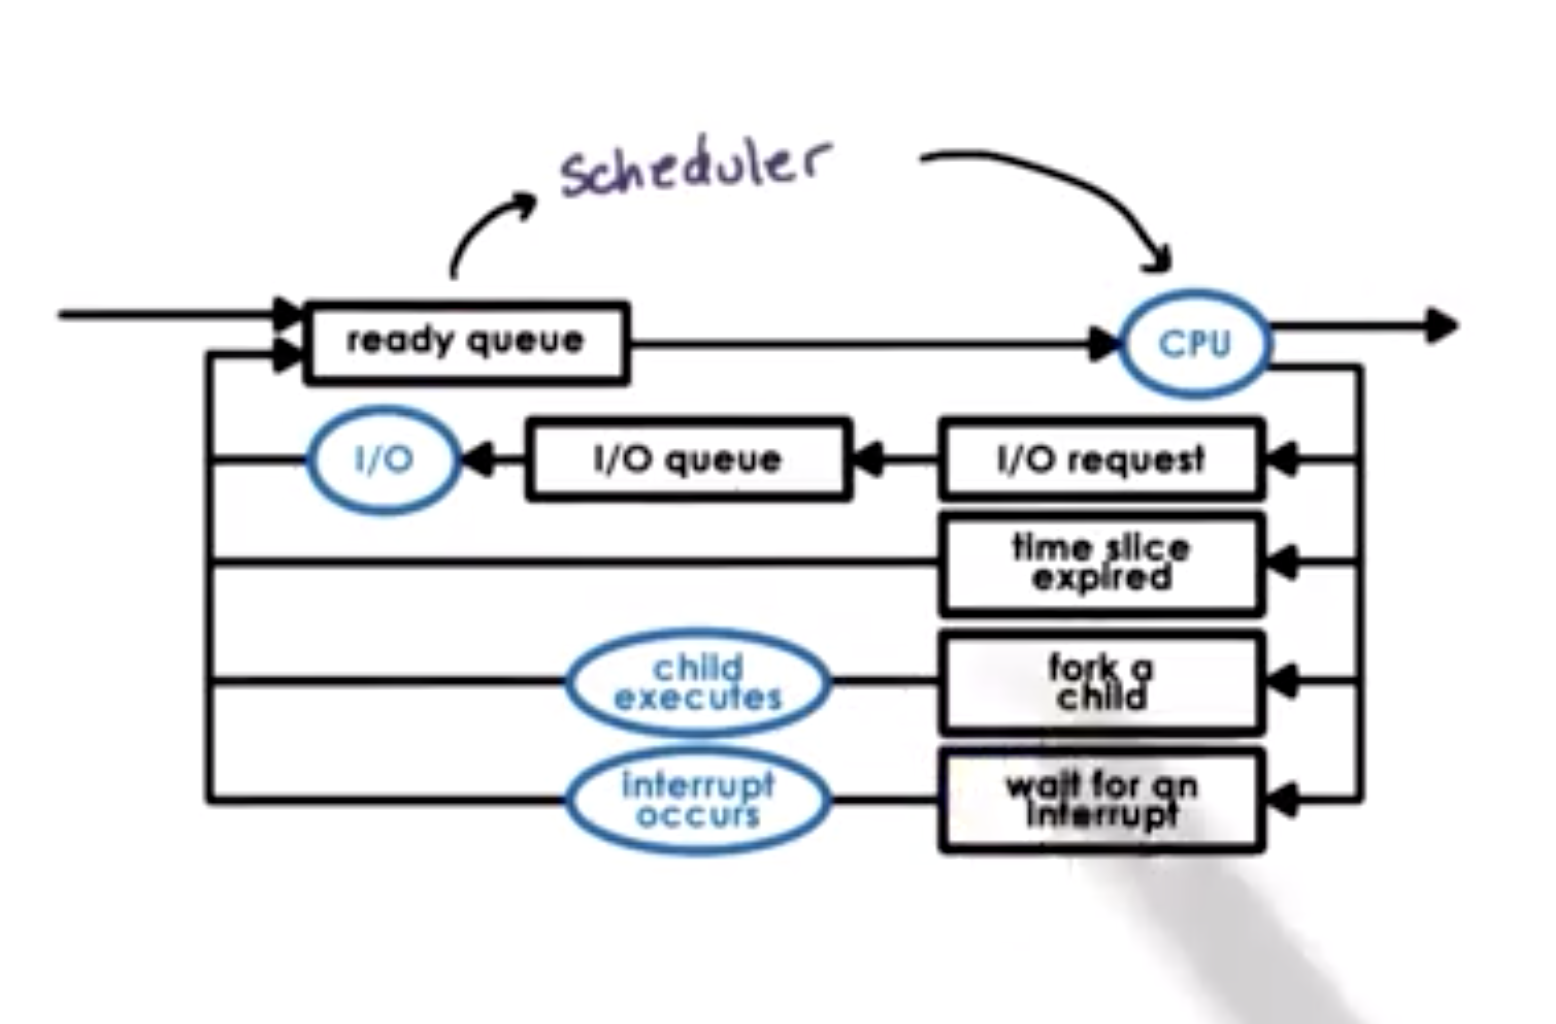 scheduler
ready queue
CPU
I/O
I/O queue
I/O request
time slice
expired
child
executes
fork a
child
interrupt
occurs
wait for an
interrupt